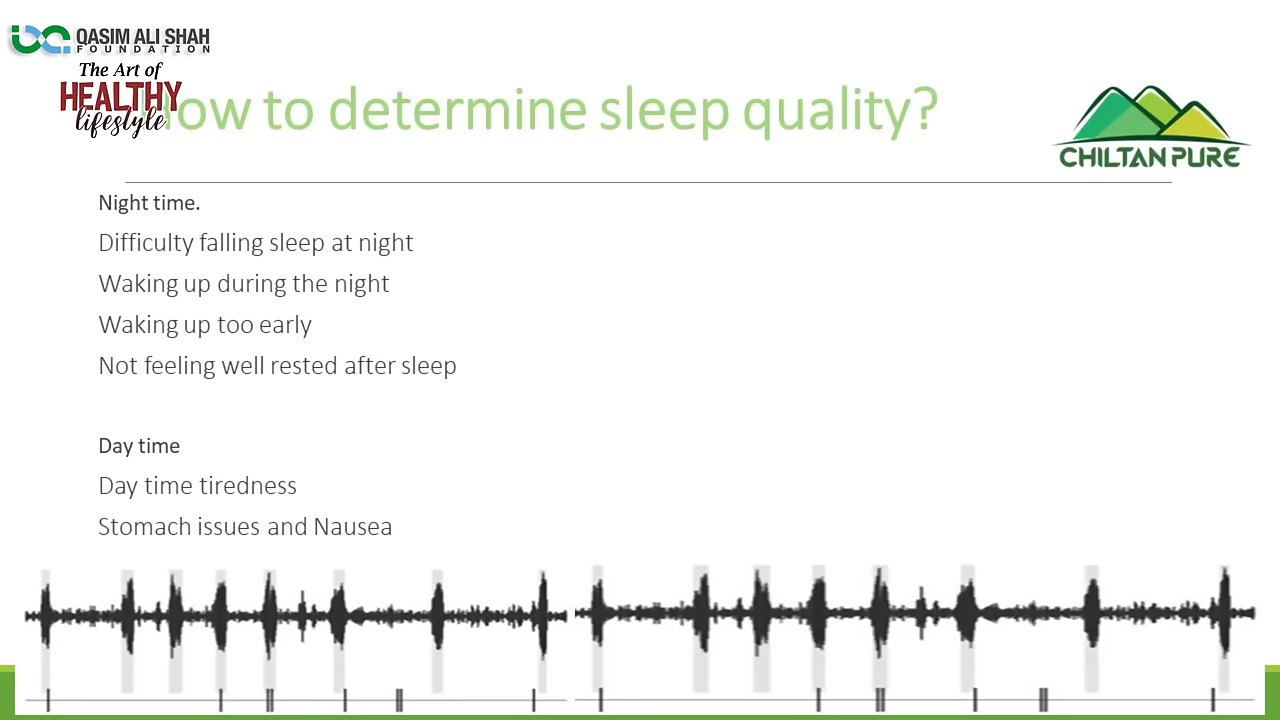 QASIM ALI SHAH
FOUNDATION
The Art of
HEALTHY
lifestyle
How to determine sleep quality?
CHILTAN PURE
Night time.
Difficulty falling sleep at night
Waking up during the night
Waking up too early
Not feeling well rested after sleep
Day time
Day time tiredness
Stomach issues and Nausea